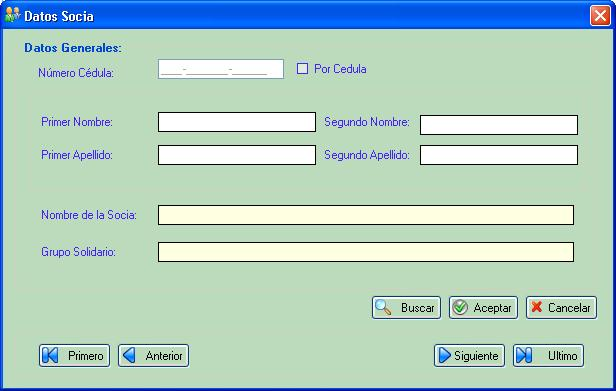 Datos Socia
Datos Generales:
Número Cédula: ___-______-_____ Por Cedula
Primer Nombre: Segundo Nombre:
Primer Apellido: Segundo Apellido:
Nombre de la Socia:
Grupo Solidario:
Buscar Aceptar Cancelar
Primero Anterior Siguiente Ultimo